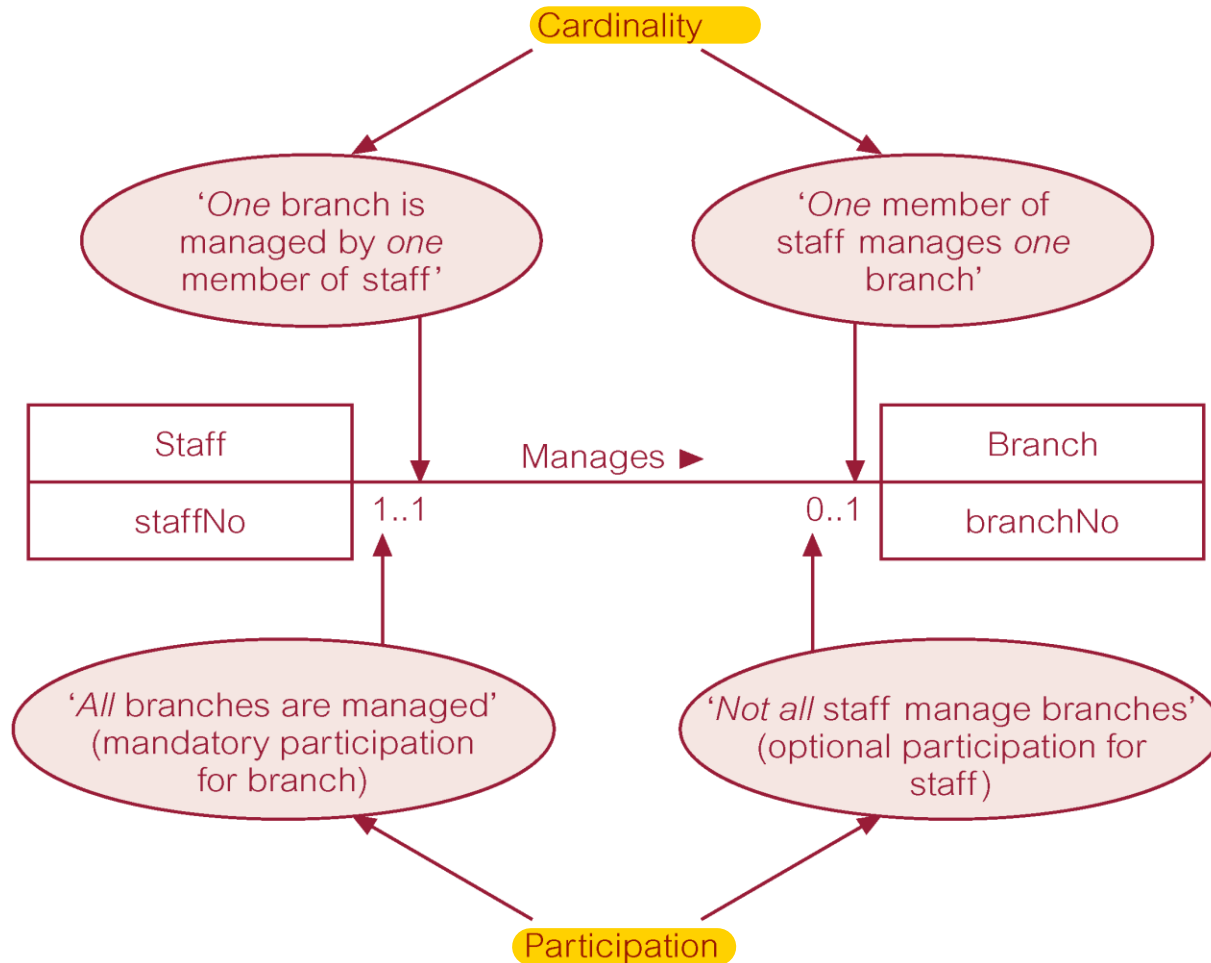 Cardinality
‘One branch is
managed by one
member of staff’
‘One member of
staff manages one
branch’
Staff
staffNo
Manages ►
1..1
0..1
Branch
branchNo
‘All branches are managed’
(mandatory participation
for branch)
‘Not all staff manage branches’
(optional participation for
staff)
Participation